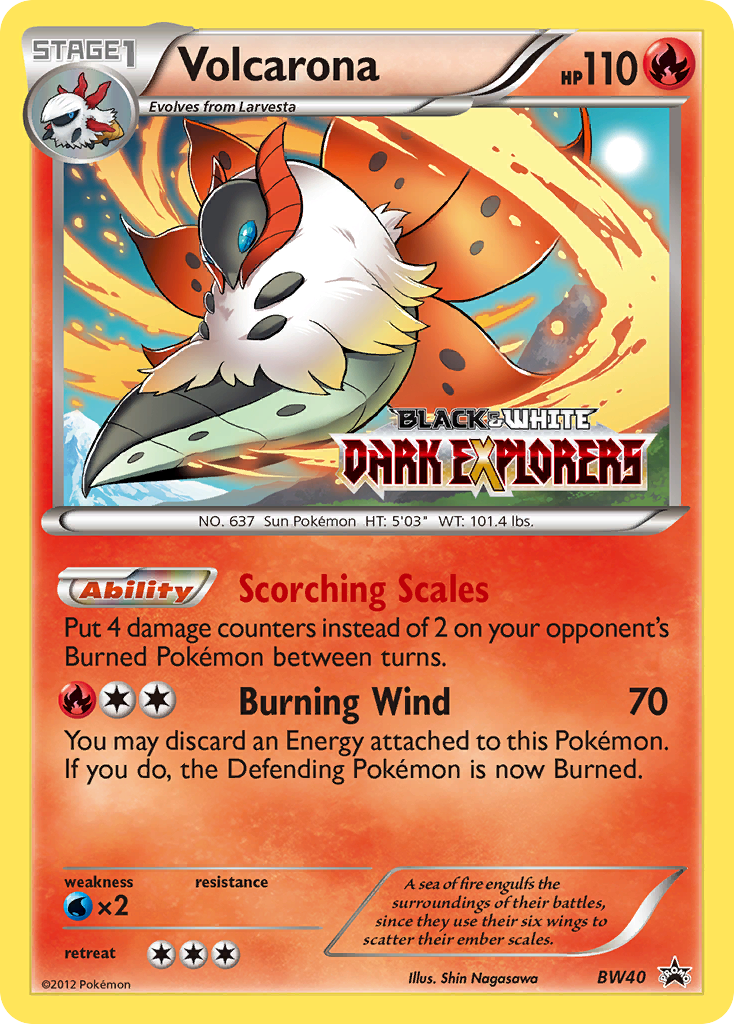 STAGE1
Volcarona
HP110
Evolves from Larvesta
BLACK & WHITE
DARK EXPLORERS
NO. 637 Sun Pokémon HT: 5'03" WT: 101.4 lbs.
Ability Scorching Scales
Put 4 damage counters instead of 2 on your opponent's
Burned Pokémon between turns.
Burning Wind 70
You may discard an Energy attached to this Pokémon.
If you do, the Defending Pokémon is now Burned.
weakness resistance
×2
retreat
A sea of fire engulfs the
surroundings of their battles,
since they use their six wings to
scatter their ember scales.
©2012 Pokémon
Illus. Shin Nagasawa
BW40
PROMO